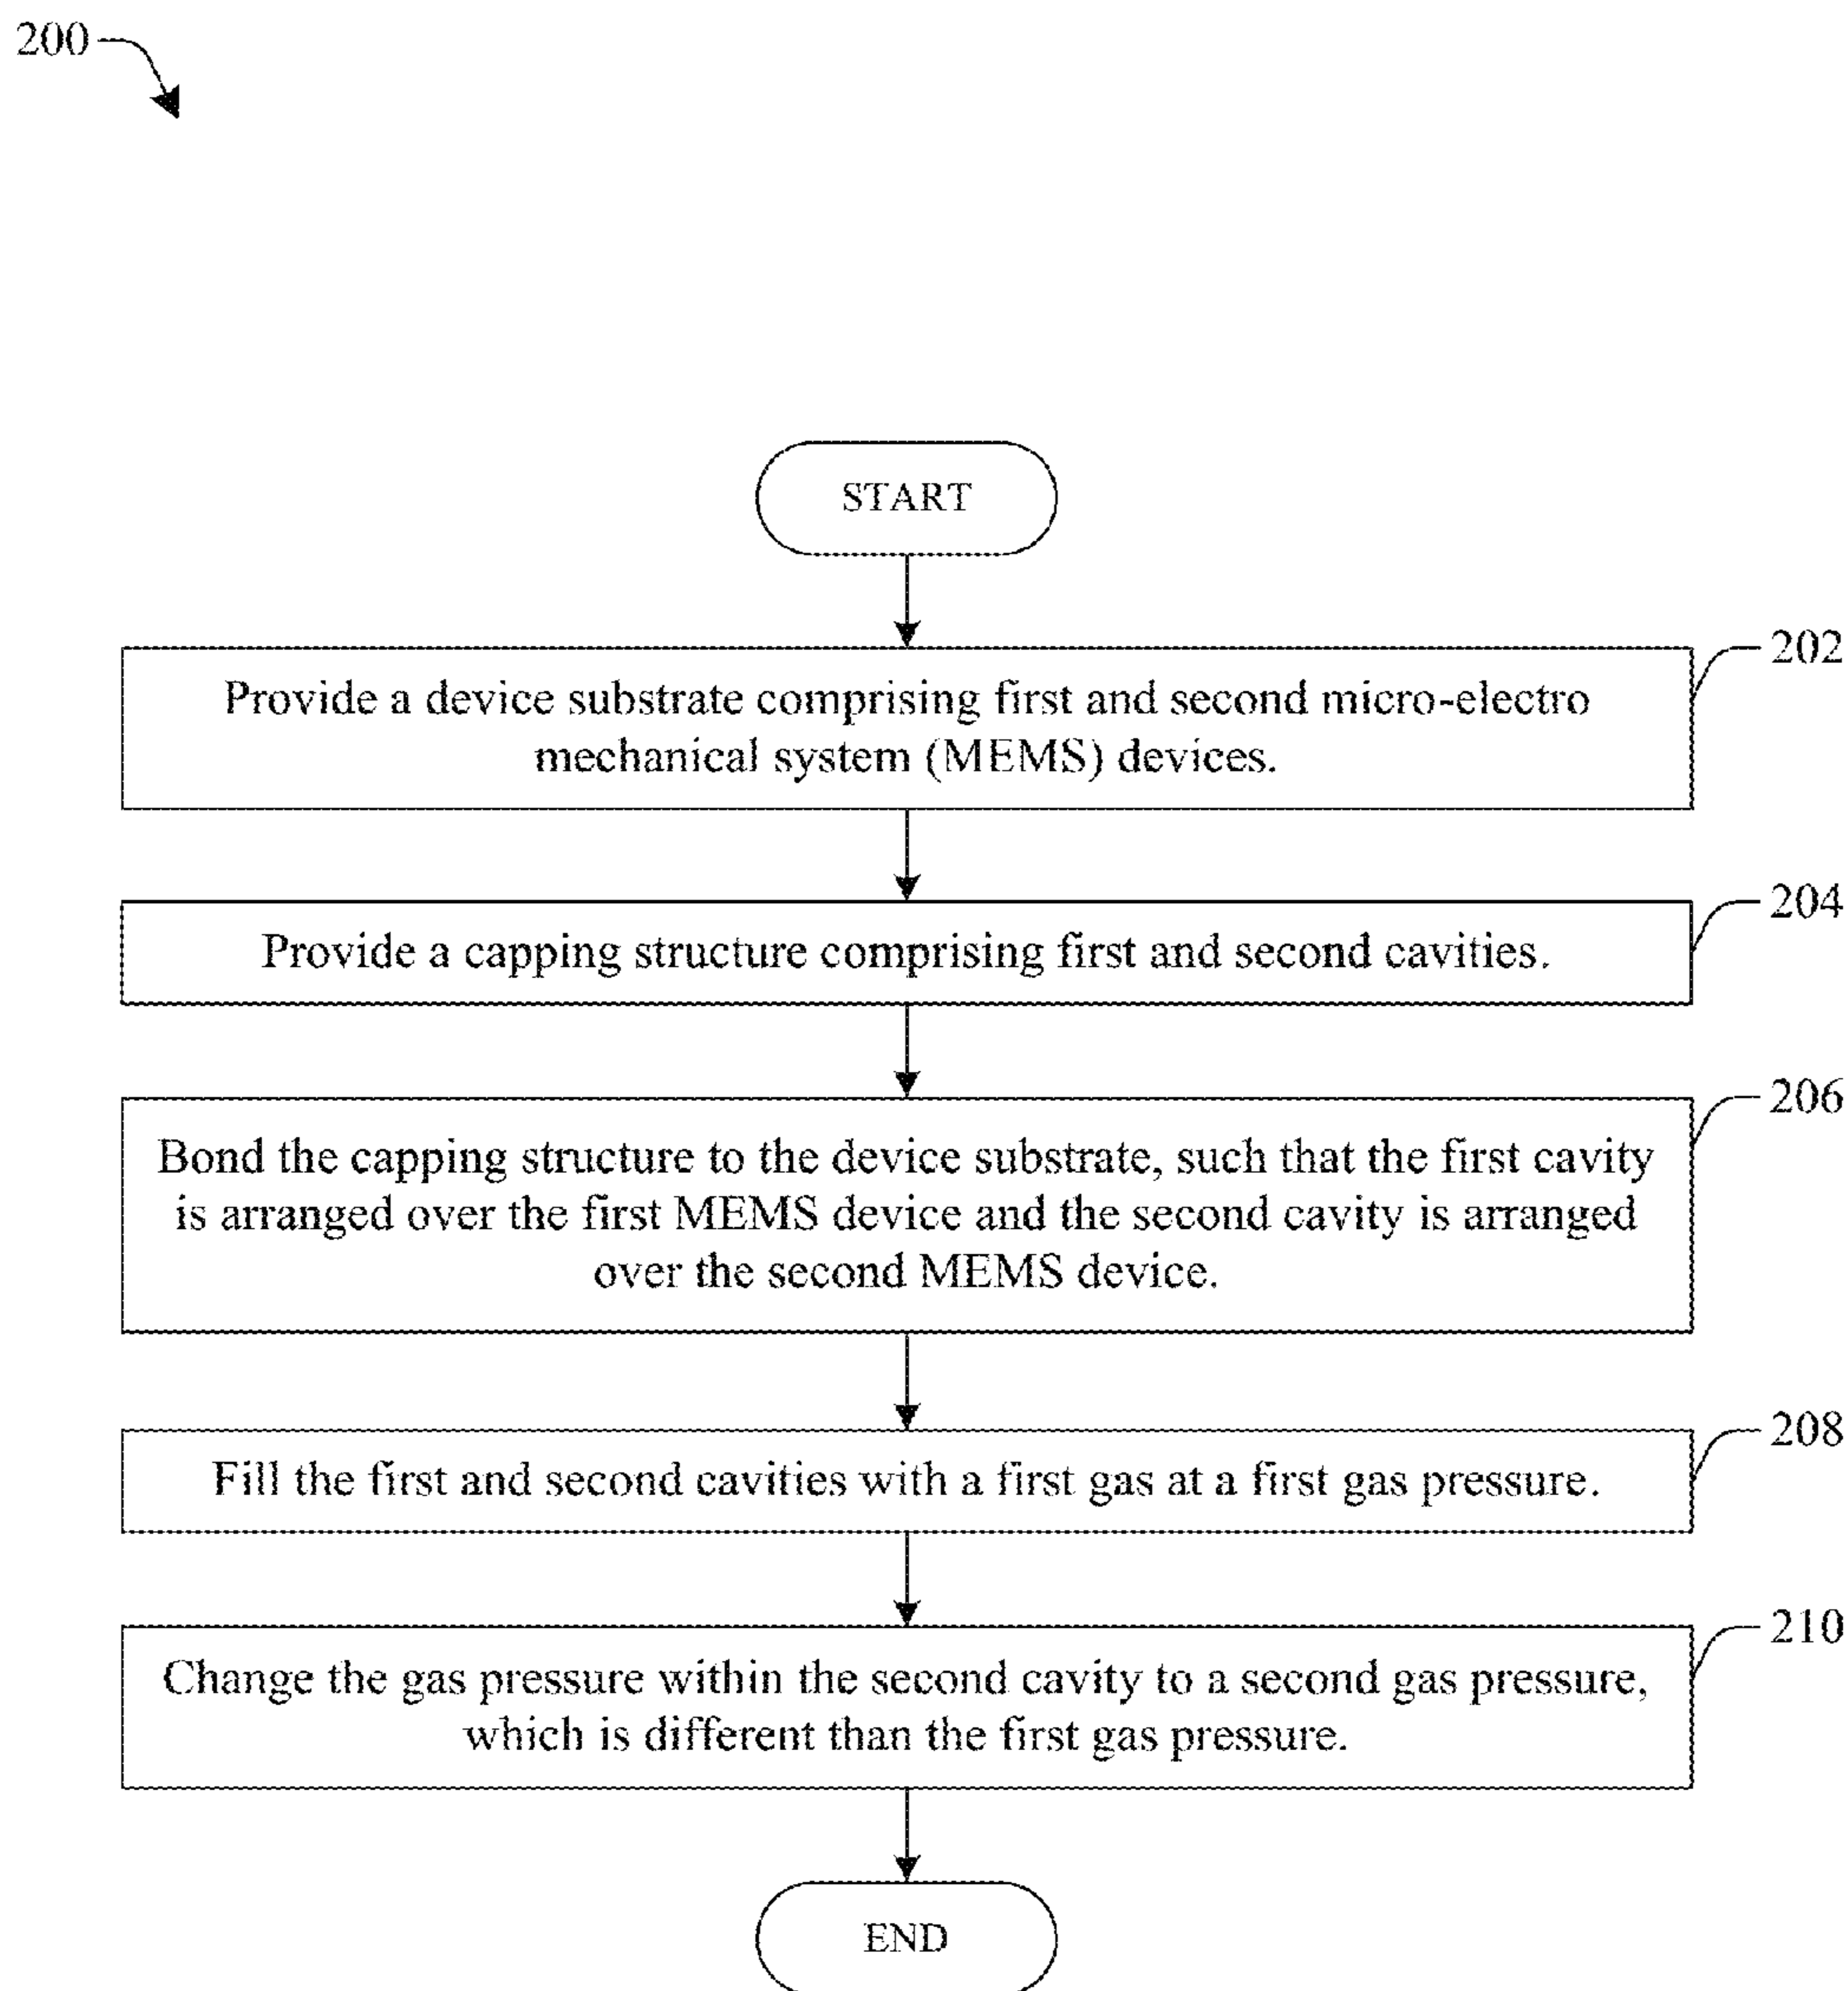 200
START
202
Provide a device substrate comprising first and second micro-electro
mechanical system (MEMS) devices.
204
Provide a capping structure comprising first and second cavities.
206
Bond the capping structure to the device substrate, such that the first cavity
is arranged over the first MEMS device and the second cavity is arranged
over the second MEMS device.
208
Fill the first and second cavities with a first gas at a first gas pressure.
210
Change the gas pressure within the second cavity to a second gas pressure,
which is different than the first gas pressure.
END